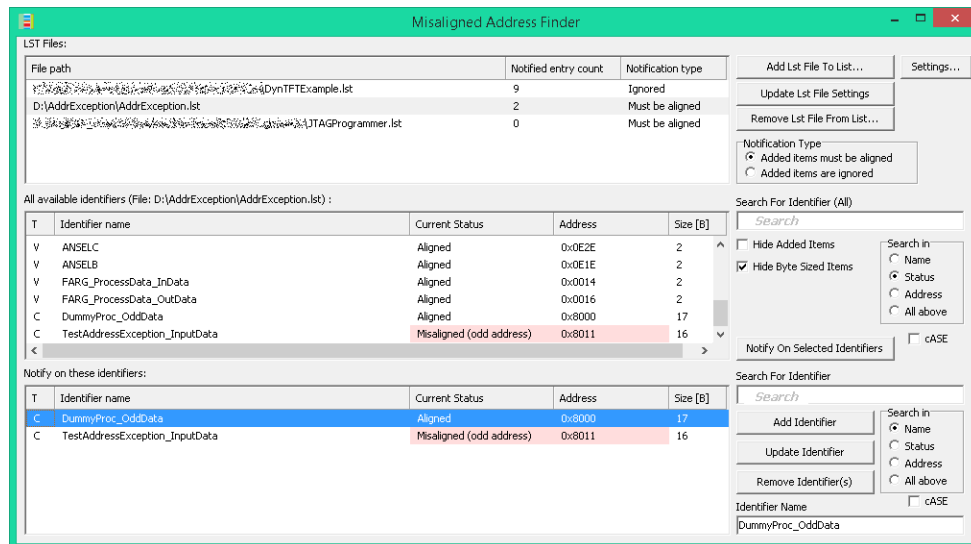 Misaligned Address Finder
LST Files:
File path Notified entry count Notification type
DynTFTExample.lst 9 Ignored
D:\AddrException\AddrException.lst 2 Must be aligned
\JTAGProgrammer.lst 0 Must be aligned
Add Lst File To List... Settings...
Update Lst File Settings
Remove Lst File From List...
Notification Type
Added items must be aligned
Added items are ignored
All available identifiers (File: D:\AddrException\AddrException.lst) :
T Identifier name Current Status Address Size [B]
V ANSELC Aligned 0x0E2E 2
V ANSELB Aligned 0x0E1E 2
V FARG_ProcessData_InData Aligned 0x0014 2
V FARG_ProcessData_OutData Aligned 0x0016 2
C DummyProc_OddData Aligned 0x8000 17
C TestAddressException_InputData Misaligned (odd address) 0x8011 16
Search For Identifier (All)
Search
Hide Added Items
Hide Byte Sized Items
Search in
Name
Status
Address
All above
cASE
Notify On Selected Identifiers
Notify on these identifiers:
T Identifier name Current Status Address Size [B]
C DummyProc_OddData Aligned 0x8000 17
C TestAddressException_InputData Misaligned (odd address) 0x8011 16
Search For Identifier
Search
Add Identifier
Update Identifier
Remove Identifier(s)
Search in
Name
Status
Address
All above
cASE
Identifier Name
DummyProc_OddData